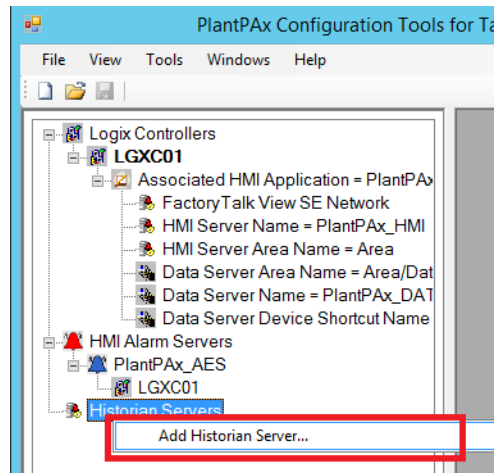 PlantPAx Configuration Tools for Ta
File View Tools Windows Help
Logix Controllers
LGXC01
Associated HMI Application = PlantPAx
FactoryTalk View SE Network
HMI Server Name = PlantPAx_HMI
HMI Server Area Name = Area
Data Server Area Name = Area/Dat
Data Server Name = PlantPAx_DAT
Data Server Device Shortcut Name
HMI Alarm Servers
PlantPAx_AES
LGXC01
Historian Servers
Add Historian Server...